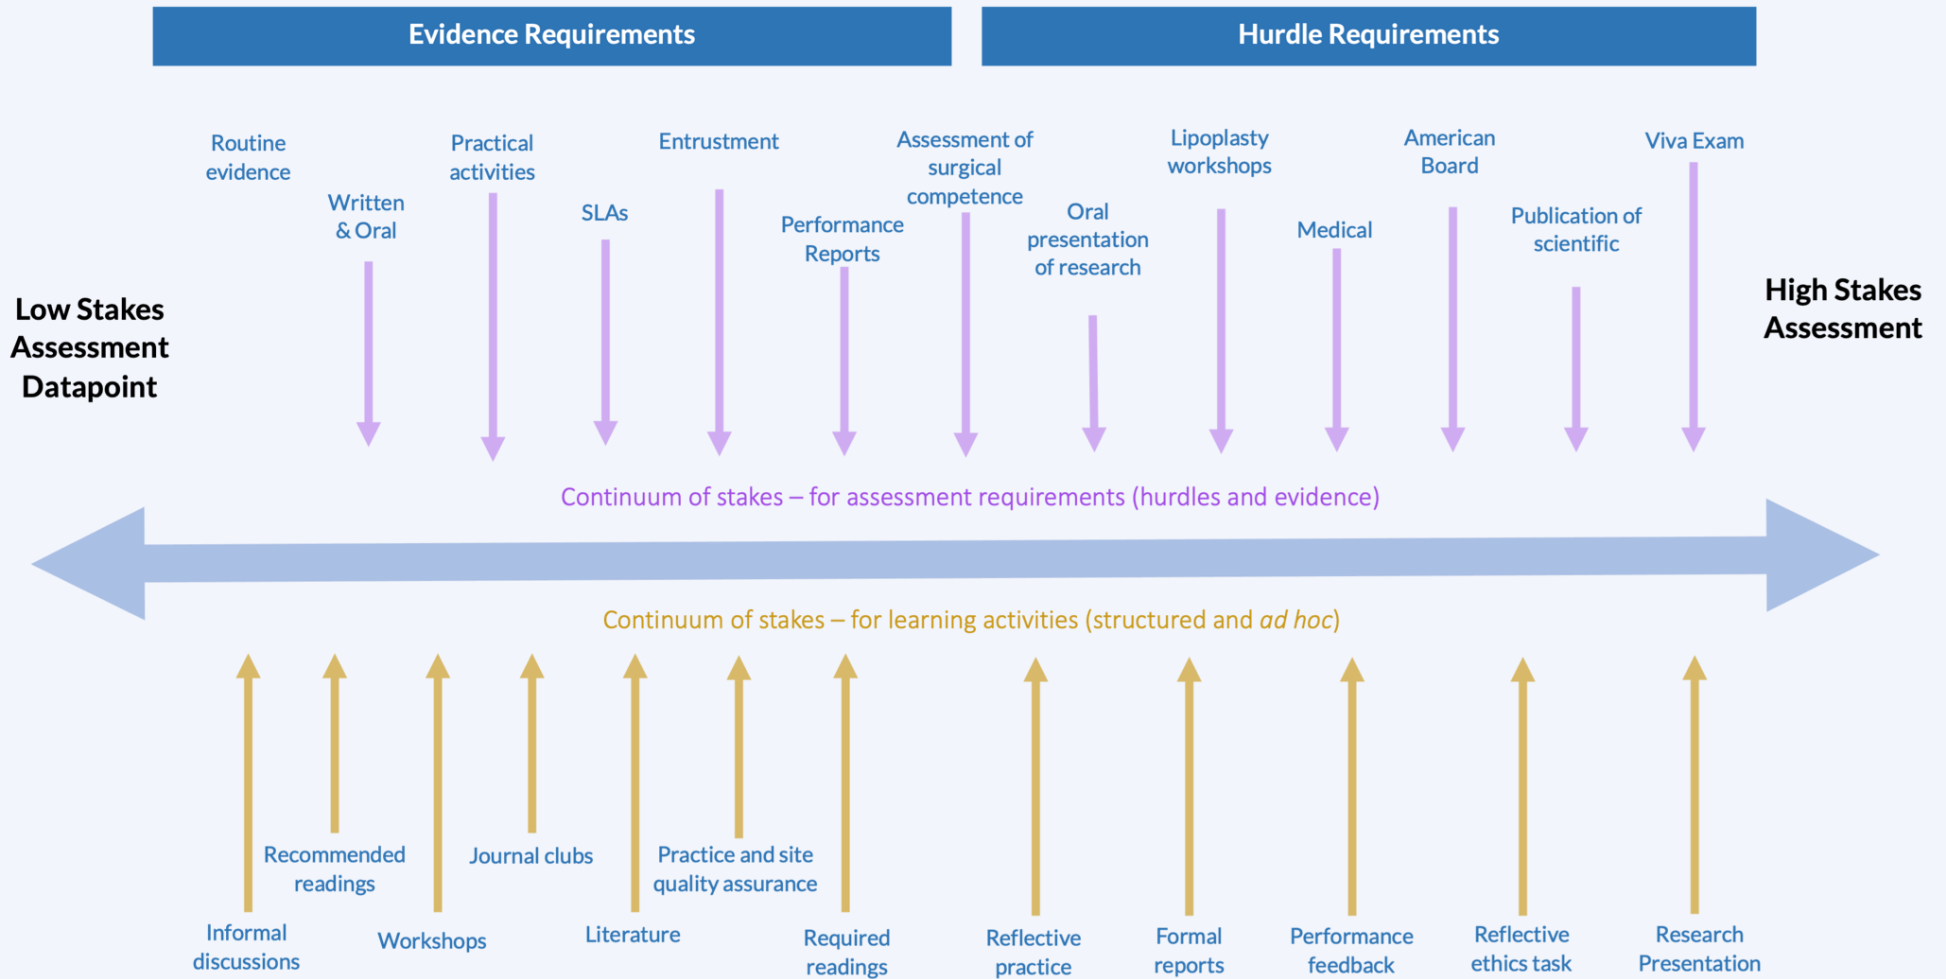 Evidence Requirements
Hurdle Requirements
Routine
evidence
Written
& Oral
Practical
activities
SLAs
Entrustment
Performance
Reports
Assessment of
surgical
competence
Oral
presentation
of research
Lipoplasty
workshops
Medical
American
Board
Publication of
scientific
Viva Exam
Low Stakes
Assessment
Datapoint
High Stakes
Assessment
Continuum of stakes – for assessment requirements (hurdles and evidence)
Continuum of stakes – for learning activities (structured and ad hoc)
Informal
discussions
Recommended
readings
Workshops
Journal clubs
Literature
Practice and site
quality assurance
Required
readings
Reflective
practice
Formal
reports
Performance
feedback
Reflective
ethics task
Research
Presentation